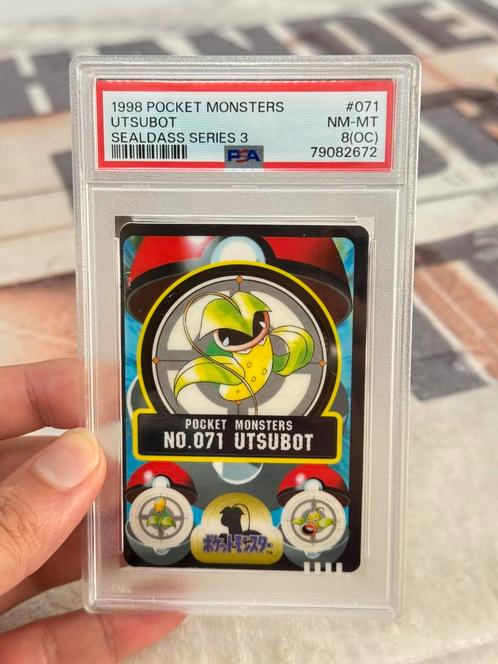 1998 POCKET MONSTERS #071
UTSUBOT NM-MT
SEALDASS SERIES 3 8(OC)
PSA 79082672
POCKET MONSTERS
NO.071 UTSUBOT
ポケットモンスター
TM